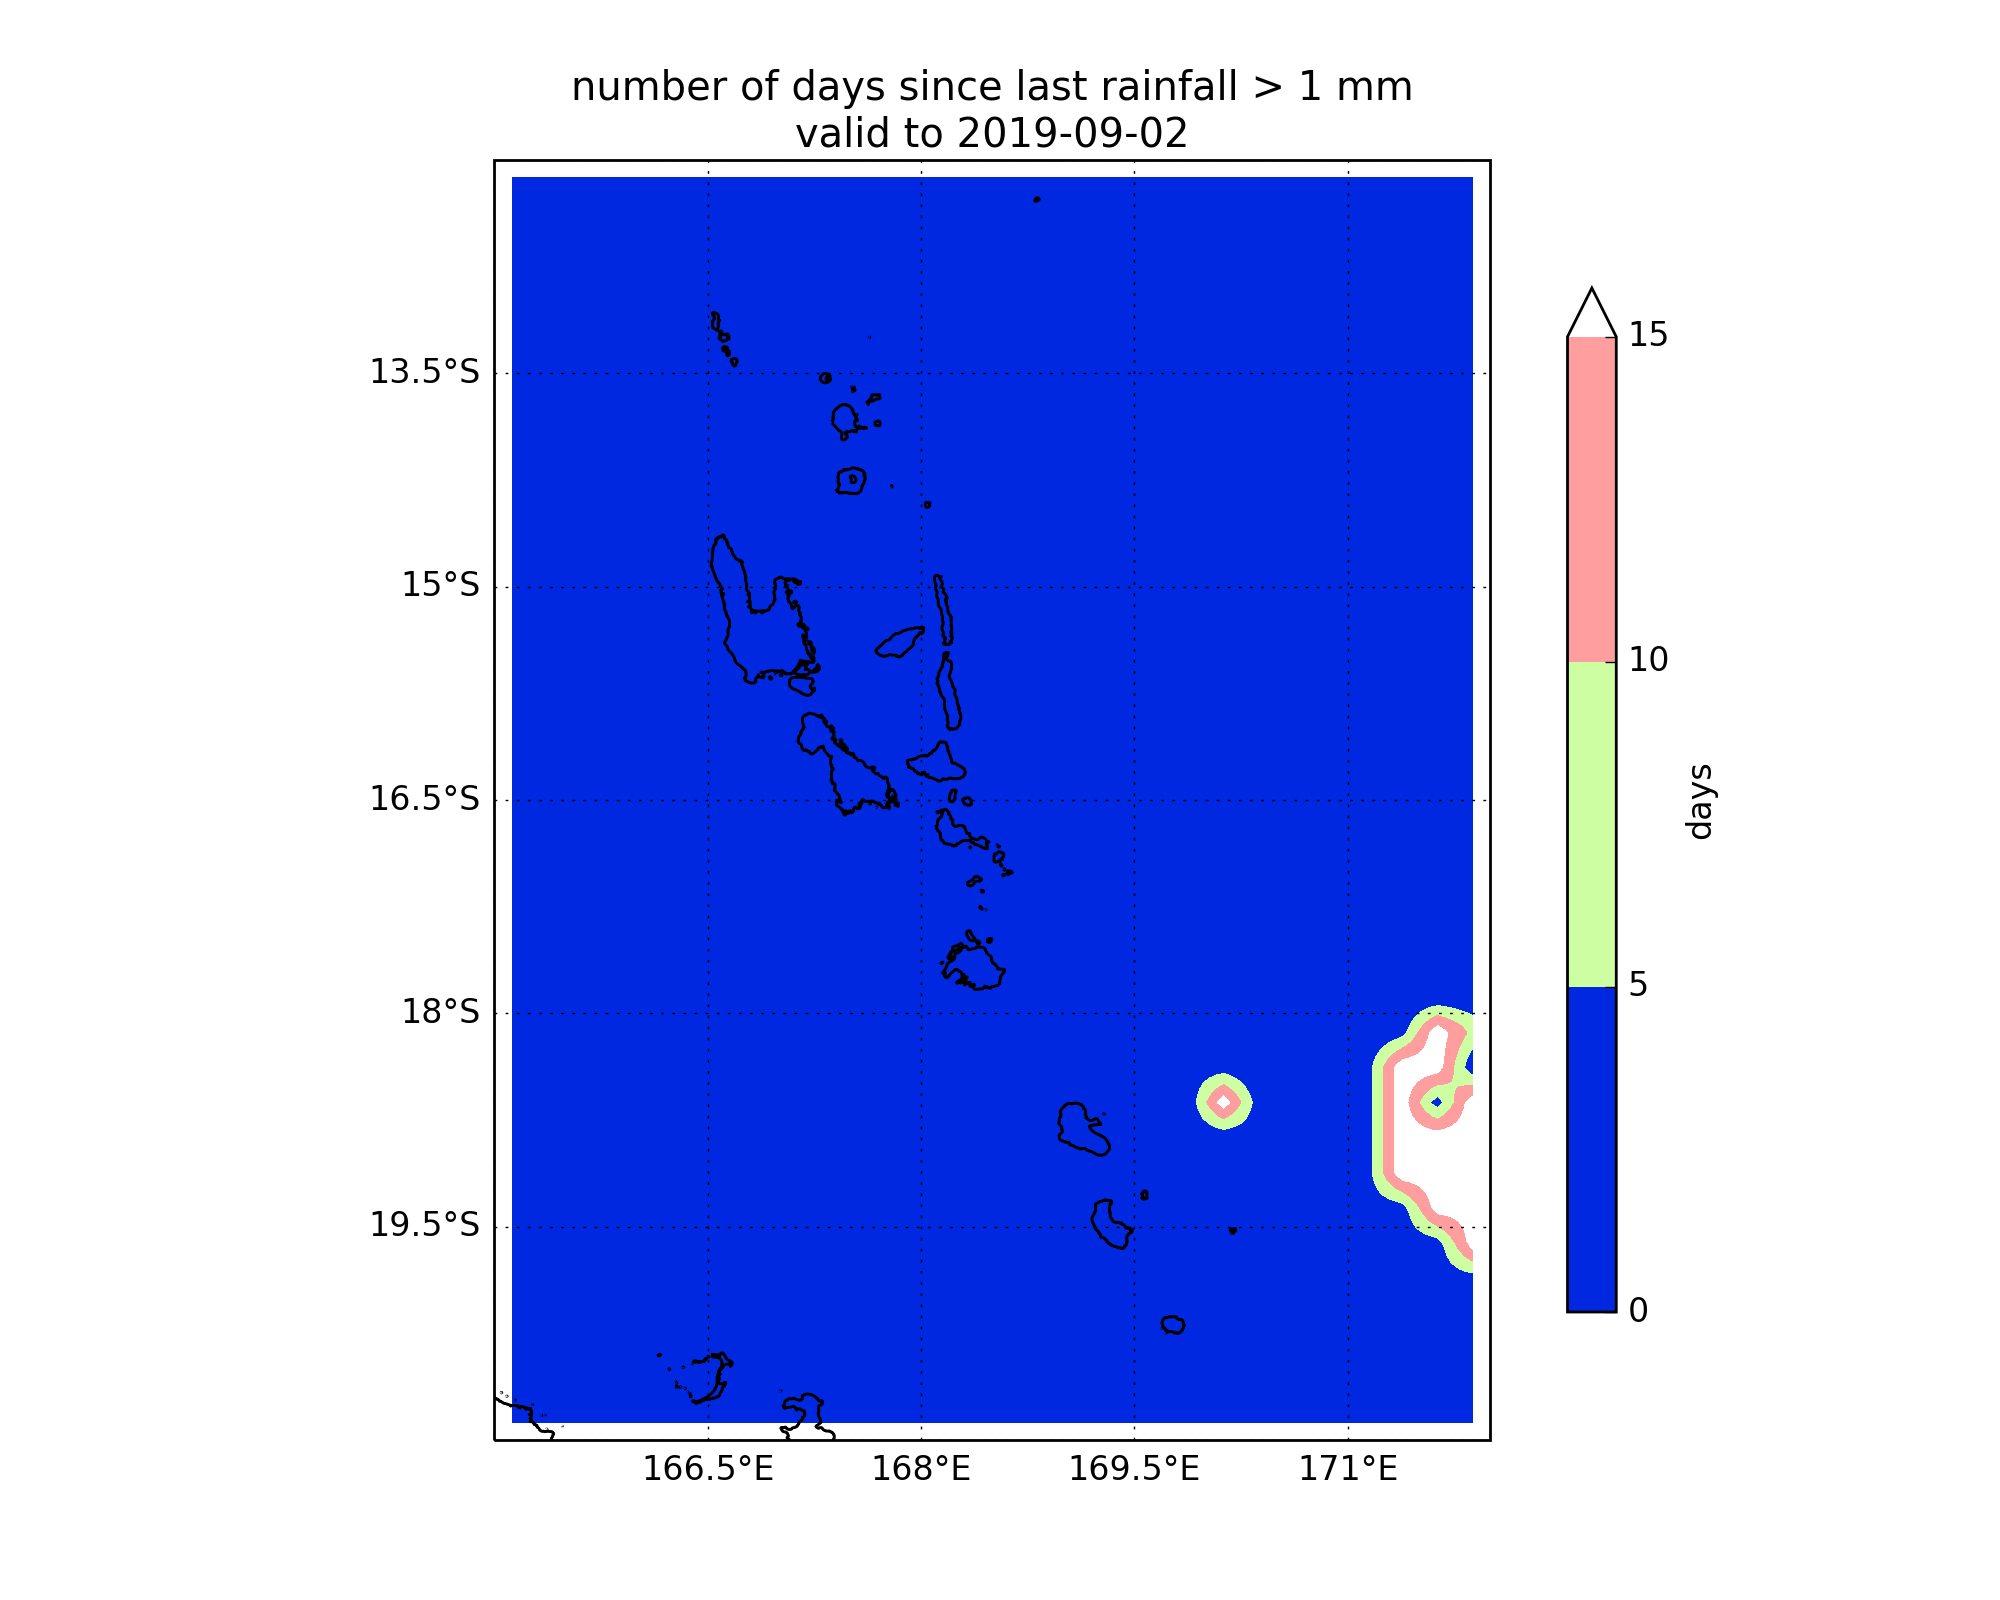 number of days since last rainfall > 1 mm
valid to 2019-09-02
13.5°S
15°S
16.5°S
18°S
19.5°S
166.5°E
168°E
169.5°E
171°E
15
10
5
0
days